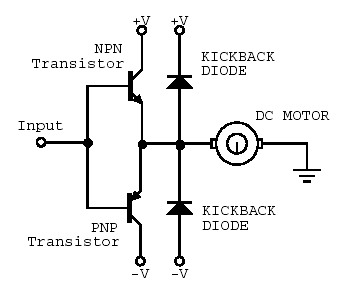 +V +V
NPN
Transistor
KICKBACK
DIODE
DC MOTOR
Input
KICKBACK
DIODE
PNP
Transistor
-V -V